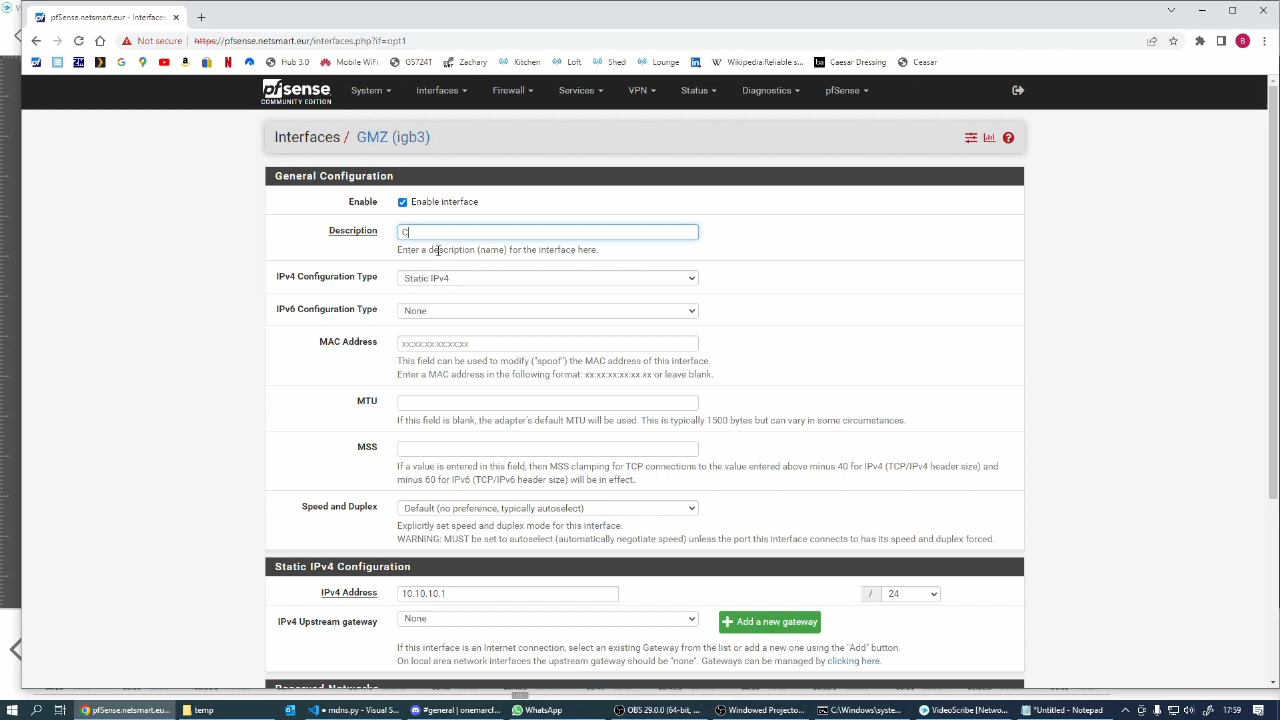 pfSense.netsmart.eur - Interfaces
Not secure
https://pfsense.netsmart.eur/interfaces.php?if=opt1
B
Hub 3.0
Mobile WiFi
Zachary
Loft
Lounge
WikipediaReliable S...
Caesar Direct
Ceasar
pfsense
COMMUNITY EDITION
System
Firewall
Status
Diagnostics
pfSense
Interfaces / GMZ (igb3)
General Configuration
Enable
Enable interface
Description
C
Enter a description (name) for the interface here.
IPv4 Configuration Type
Static IPv4
IPv6 Configuration Type
None
MAC Address
xx:xx:xx:xx:xx:xx
This field can be used to modify ("spoof") the MAC address of this interface.
Enter a MAC address in the following format: xx:xx:xx:xx:xx:xx or leave blank.
MTU
If this field is blank, the adapter's default MTU will be used. This is typically 1500 bytes but can vary in some circumstances.
MSS
If a value is entered in this field, then MSS clamping for TCP connections to the value entered above minus 40 for IPv4 (TCP/IPv4 header size) and
minus 60 for IPv6 (TCP/IPv6 header size) will be in effect.
Speed and Duplex
Default (no preference, typically autoselect)
Explicitly set speed and duplex mode for this interface.
WARNING: MUST be set to autoselect (automatically negotiate speed) unless the port this interface connects to has its speed and duplex forced.
Static IPv4 Configuration
IPv4 Address
10.10.10.1
/
24
IPv4 Upstream gateway
None
Add a new gateway
If this interface is an Internet connection, select an existing Gateway from the list or add a new one using the "Add" button.
On local area network interfaces the upstream gateway should be "none". Gateways can be managed by clicking here.
Reserved Networks
pfSense.netsmart.eu...
temp
• mdns.py - Visual S...
#general | onemarcf...
WhatsApp
OBS 29.0.0 (64-bit, ...
Windowed Projector...
C:\Windows\system...
VideoScribe [Networ...
*Untitled - Notepad
17:59